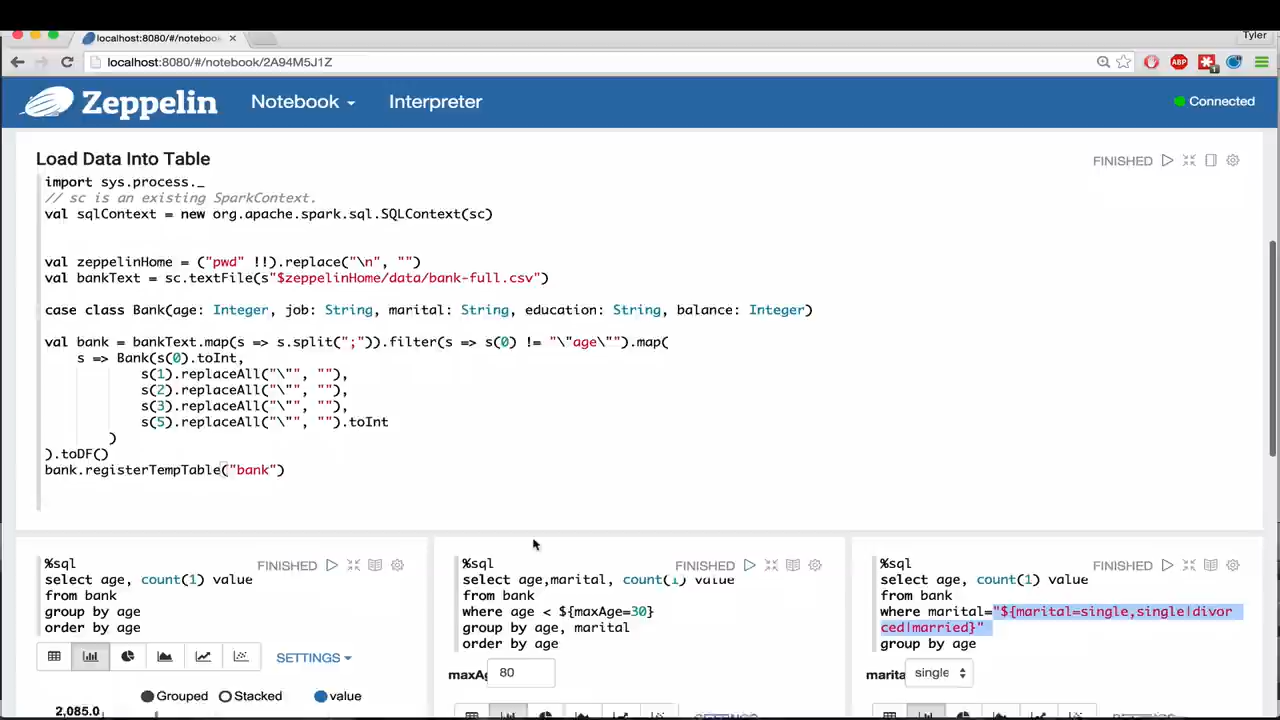 Tyler
localhost:8080/#/noteboo
localhost:8080/#/notebook/2A94M5J1Z
ABP
1
Zeppelin
Notebook
Interpreter
Connected
Load Data Into Table
FINISHED
import sys.process._
// sc is an existing SparkContext.
val sqlContext = new org.apache.spark.sql.SQLContext(sc)
val zeppelinHome = ("pwd" !!).replace("\n", "")
val bankText = sc.textFile(s"$zeppelinHome/data/bank-full.csv")
case class Bank(age: Integer, job: String, marital: String, education: String, balance: Integer)
val bank = bankText.map(s => s.split(";")).filter(s => s(0) != "\"age\"").map(
s => Bank(s(0).toInt,
s(1).replaceAll("\"", ""),
s(2).replaceAll("\"", ""),
s(3).replaceAll("\"", ""),
s(5).replaceAll("\"", "").toInt
)
).toDF()
bank.registerTempTable("bank")
%sql
FINISHED
select age, count(1) value
from bank
group by age
order by age
SETTINGS
Grouped
Stacked
value
2,085.0
%sql
FINISHED
select age,marital, count(1) value
from bank
where age < ${maxAge=30}
group by age, marital
order by age
maxAg
80
%sql
FINISHED
select age, count(1) value
from bank
where marital="${marital=single,single|divor
ced|married}"
group by age
marita
single